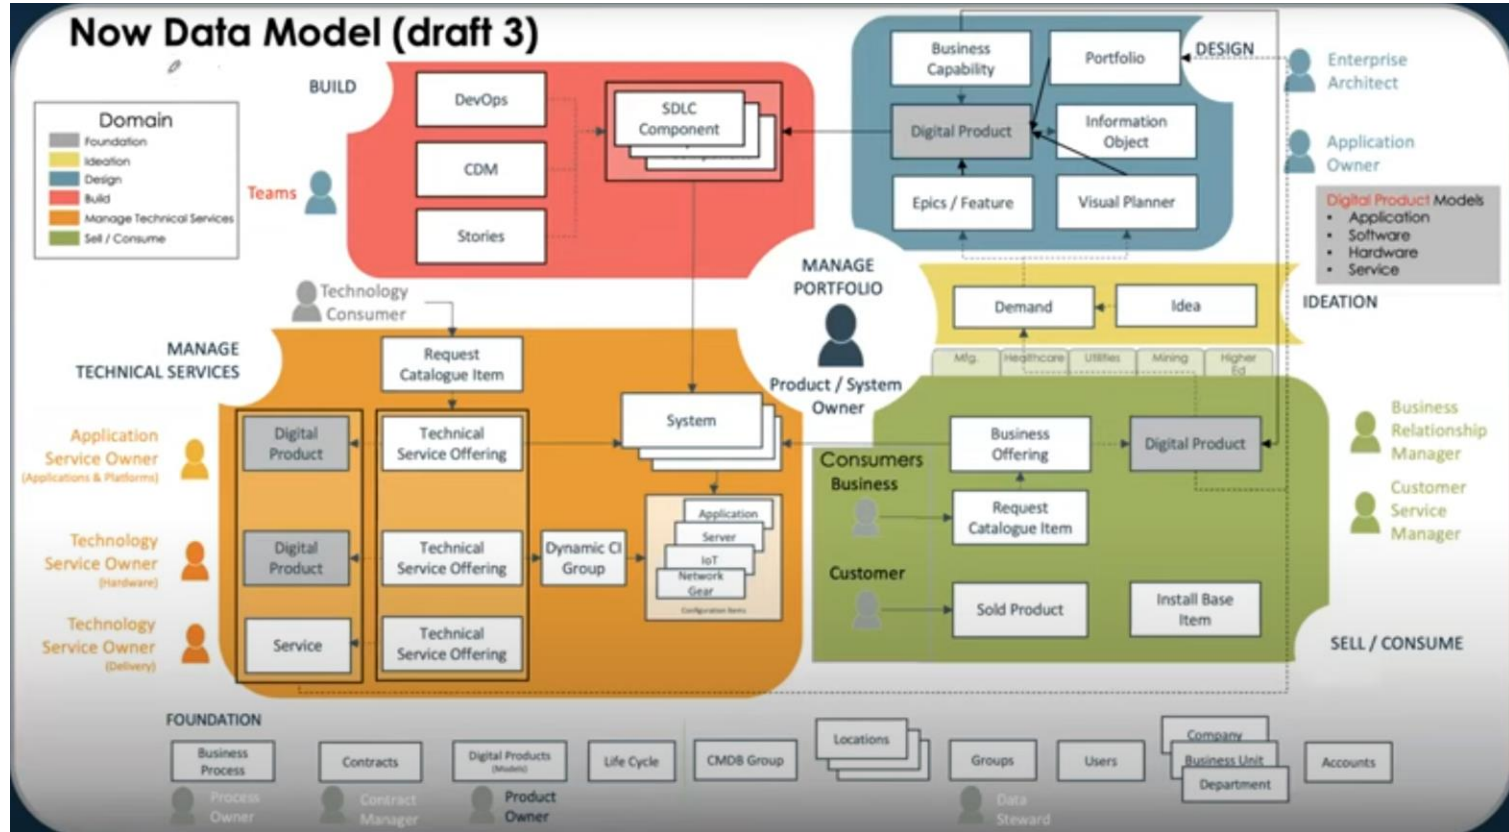 Now Data Model (draft 3)
BUILD
DevOps
CDM
Stories
SDLC
Component
Teams
Domain
Foundation
Ideation
Design
Build
Manage Technical Services
Sell / Consume
Business
Capability
Portfolio
DESIGN
Digital Product
Information
Object
Epics / Feature
Visual Planner
Enterprise
Architect
Application
Owner
Digital Product Models
• Application
• Software
• Hardware
• Service
MANAGE
PORTFOLIO
Product / System
Owner
Demand
Idea
IDEATION
Mfg.
Healthcare
Utilities
Mining
Higher
Ed
Technology
Consumer
MANAGE
TECHNICAL SERVICES
Request
Catalogue Item
Application
Service Owner
(Applications & Platforms)
Digital
Product
Technical
Service Offering
System
Technology
Service Owner
(Hardware)
Digital
Product
Technical
Service Offering
Dynamic CI
Group
Application
Server
IoT
Network
Gear
Configuration Items
Technology
Service Owner
(Delivery)
Service
Technical
Service Offering
Consumers
Business
Customer
Business
Offering
Digital Product
Request
Catalogue Item
Sold Product
Install Base
Item
Business
Relationship
Manager
Customer
Service
Manager
SELL / CONSUME
FOUNDATION
Business
Process
Contracts
Digital Products
(Models)
Life Cycle
CMDB Group
Locations
Groups
Users
Company
Business Unit
Department
Accounts
Process
Owner
Contract
Manager
Product
Owner
Data
Steward